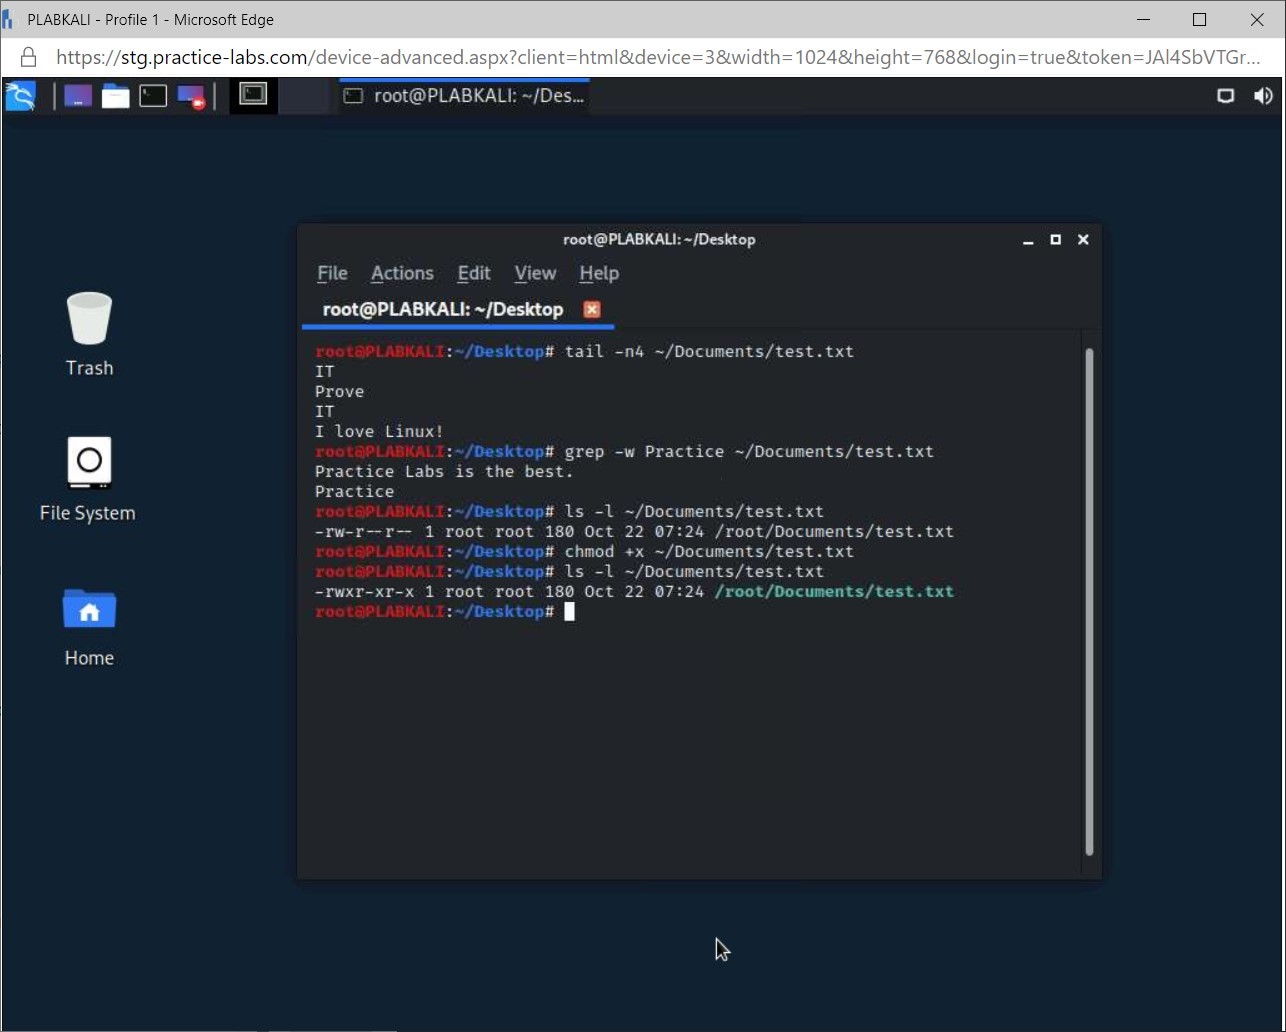 PLABKALI - Profile 1 - Microsoft Edge
https://stg.practice-labs.com/device-advanced.aspx?client=html&device=3&width=1024&height=768&login=true&token=JAl4SbVTGr...
root@PLABKALI: ~/Des...
root@PLABKALI: ~/Desktop
File Actions Edit View Help
root@PLABKALI: ~/Desktop
root@PLABKALI:~/Desktop# tail -n4 ~/Documents/test.txt
IT
Prove
IT
I love Linux!
root@PLABKALI:~/Desktop# grep -w Practice ~/Documents/test.txt
Practice Labs is the best.
Practice
root@PLABKALI:~/Desktop# ls -l ~/Documents/test.txt
-rw-r--r-- 1 root root 180 Oct 22 07:24 /root/Documents/test.txt
root@PLABKALI:~/Desktop# chmod +x ~/Documents/test.txt
root@PLABKALI:~/Desktop# ls -l ~/Documents/test.txt
-rwxr-xr-x 1 root root 180 Oct 22 07:24 /root/Documents/test.txt
root@PLABKALI:~/Desktop#
Trash
File System
Home